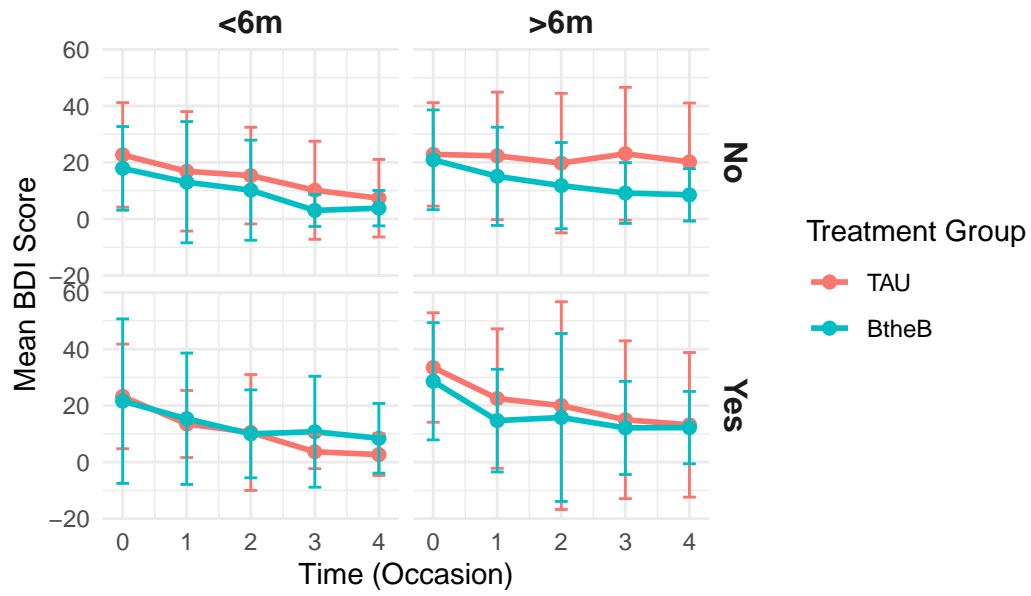 <6m
>6m
60
40
20
0
−20
No
60
40
20
0
−20
Yes
Mean BDI Score
0 1 2 3 4
0 1 2 3 4
Time (Occasion)
Treatment Group
TAU
BtheB